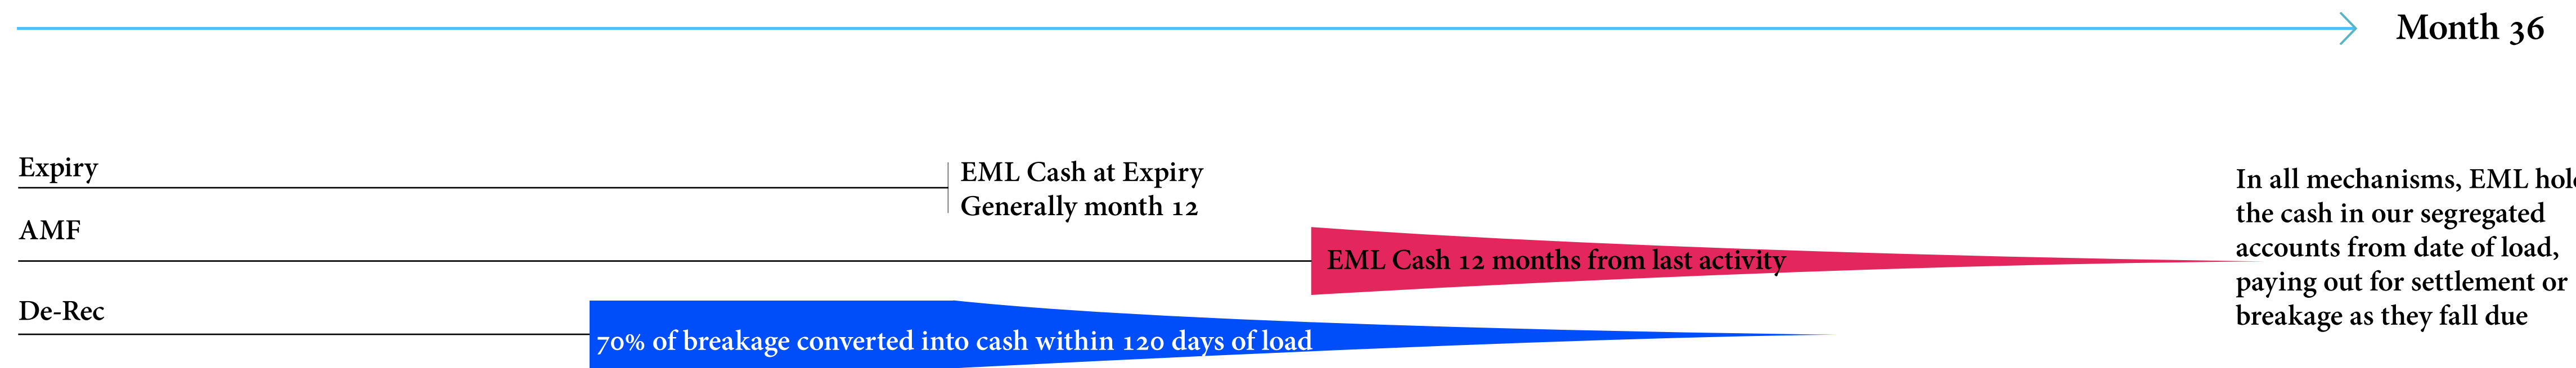 Month 36
Expiry
EML Cash at Expiry
Generally month 12
AMF
EML Cash 12 months from last activity
De-Rec
70% of breakage converted into cash within 120 days of load
In all mechanisms, EML
the cash in our segregated
accounts from date of load,
paying out for settlement or
breakage as they fall due